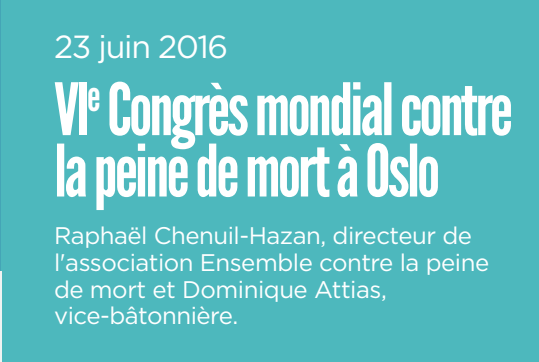 23 juin 2016
VIe Congrès mondial contre
la peine de mort à Oslo
Raphaël Chenuil-Hazan, directeur de
l'association Ensemble contre la peine
de mort et Dominique Attias,
vice-bâtonnière.